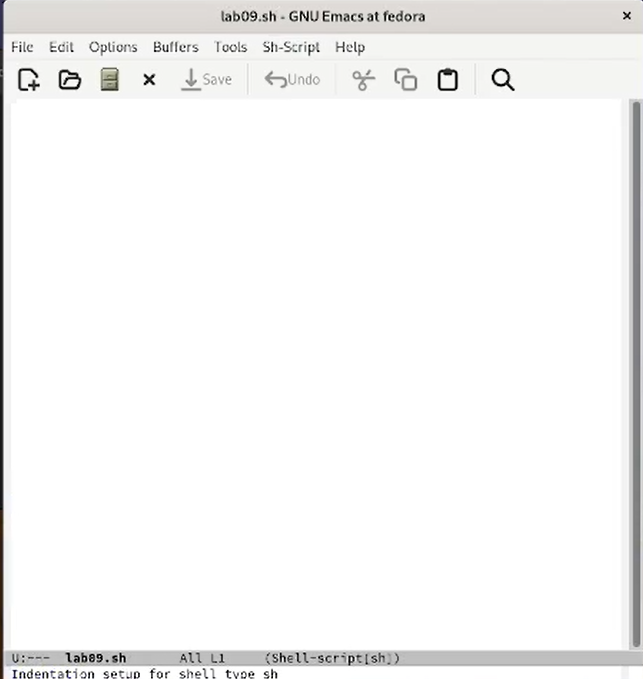 lab09.sh - GNU Emacs at fedora
File Edit Options Buffers Tools Sh-Script Help
Save Undo
U:--- lab09.sh All L1 (Shell-script[sh])
Indentation setup for shell type sh